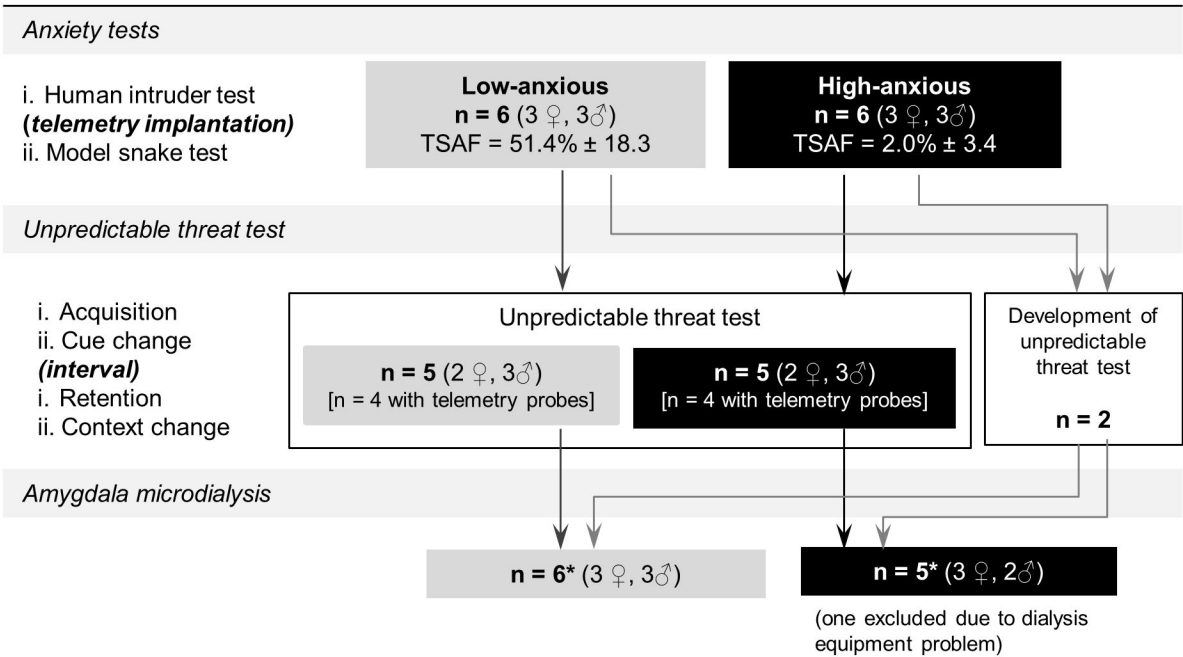 Anxiety tests
i. Human intruder test
(telemetry implantation)
ii. Model snake test
Low-anxious
n = 6 (3 ♀, 3♂)
TSAF = 51.4% ± 18.3
High-anxious
n = 6 (3 ♀, 3♂)
TSAF = 2.0% ± 3.4
Unpredictable threat test
i. Acquisition
ii. Cue change
(interval)
i. Retention
ii. Context change
Unpredictable threat test
n = 5 (2 ♀, 3♂)
[n = 4 with telemetry probes]
n = 5 (2 ♀, 3♂)
[n = 4 with telemetry probes]
Development of
unpredictable
threat test
n = 2
Amygdala microdialysis
n = 6* (3 ♀, 3♂)
n = 5* (3 ♀, 2♂)
(one excluded due to dialysis
equipment problem)